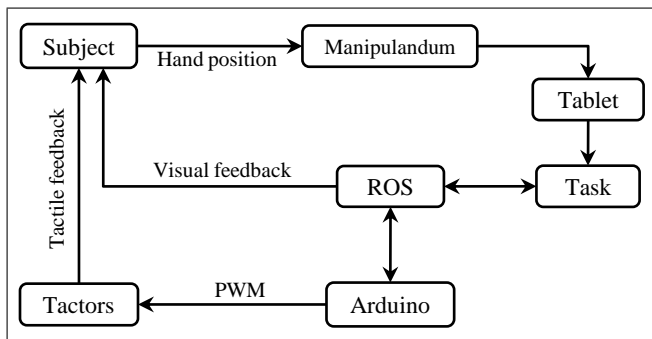 Subject
Hand position
Manipulandum
Tablet
Visual feedback
ROS
Task
Tactile feedback
Tactors
PWM
Arduino